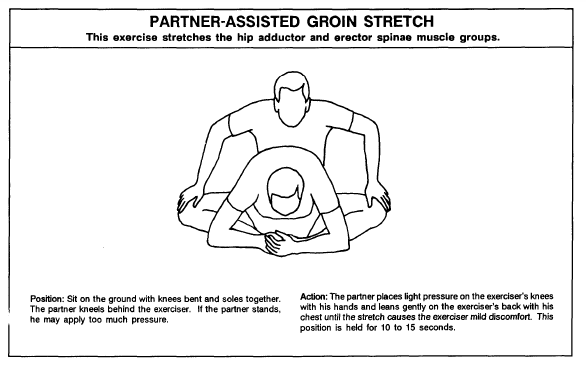 PARTNER-ASSISTED GROIN STRETCH
This exercise stretches the hip adductor and erector spinae muscle groups.
Position: Sit on the ground with knees bent and soles together.
The partner kneels behind the exerciser. If the partner stands,
he may apply too much pressure.
Action: The partner places light pressure on the exerciser's knees
with his hands and leans gently on the exerciser's back with his
chest until the stretch causes the exerciser mild discomfort. This
position is held for 10 to 15 seconds.